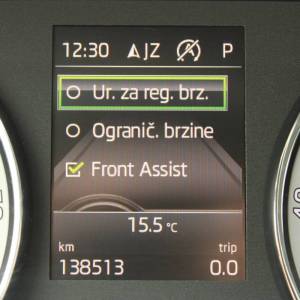 12:30 JZ A P
Ur. za reg. brz.
Ogranič. brzine
Front Assist
15.5 °C
km trip
138513 0.0